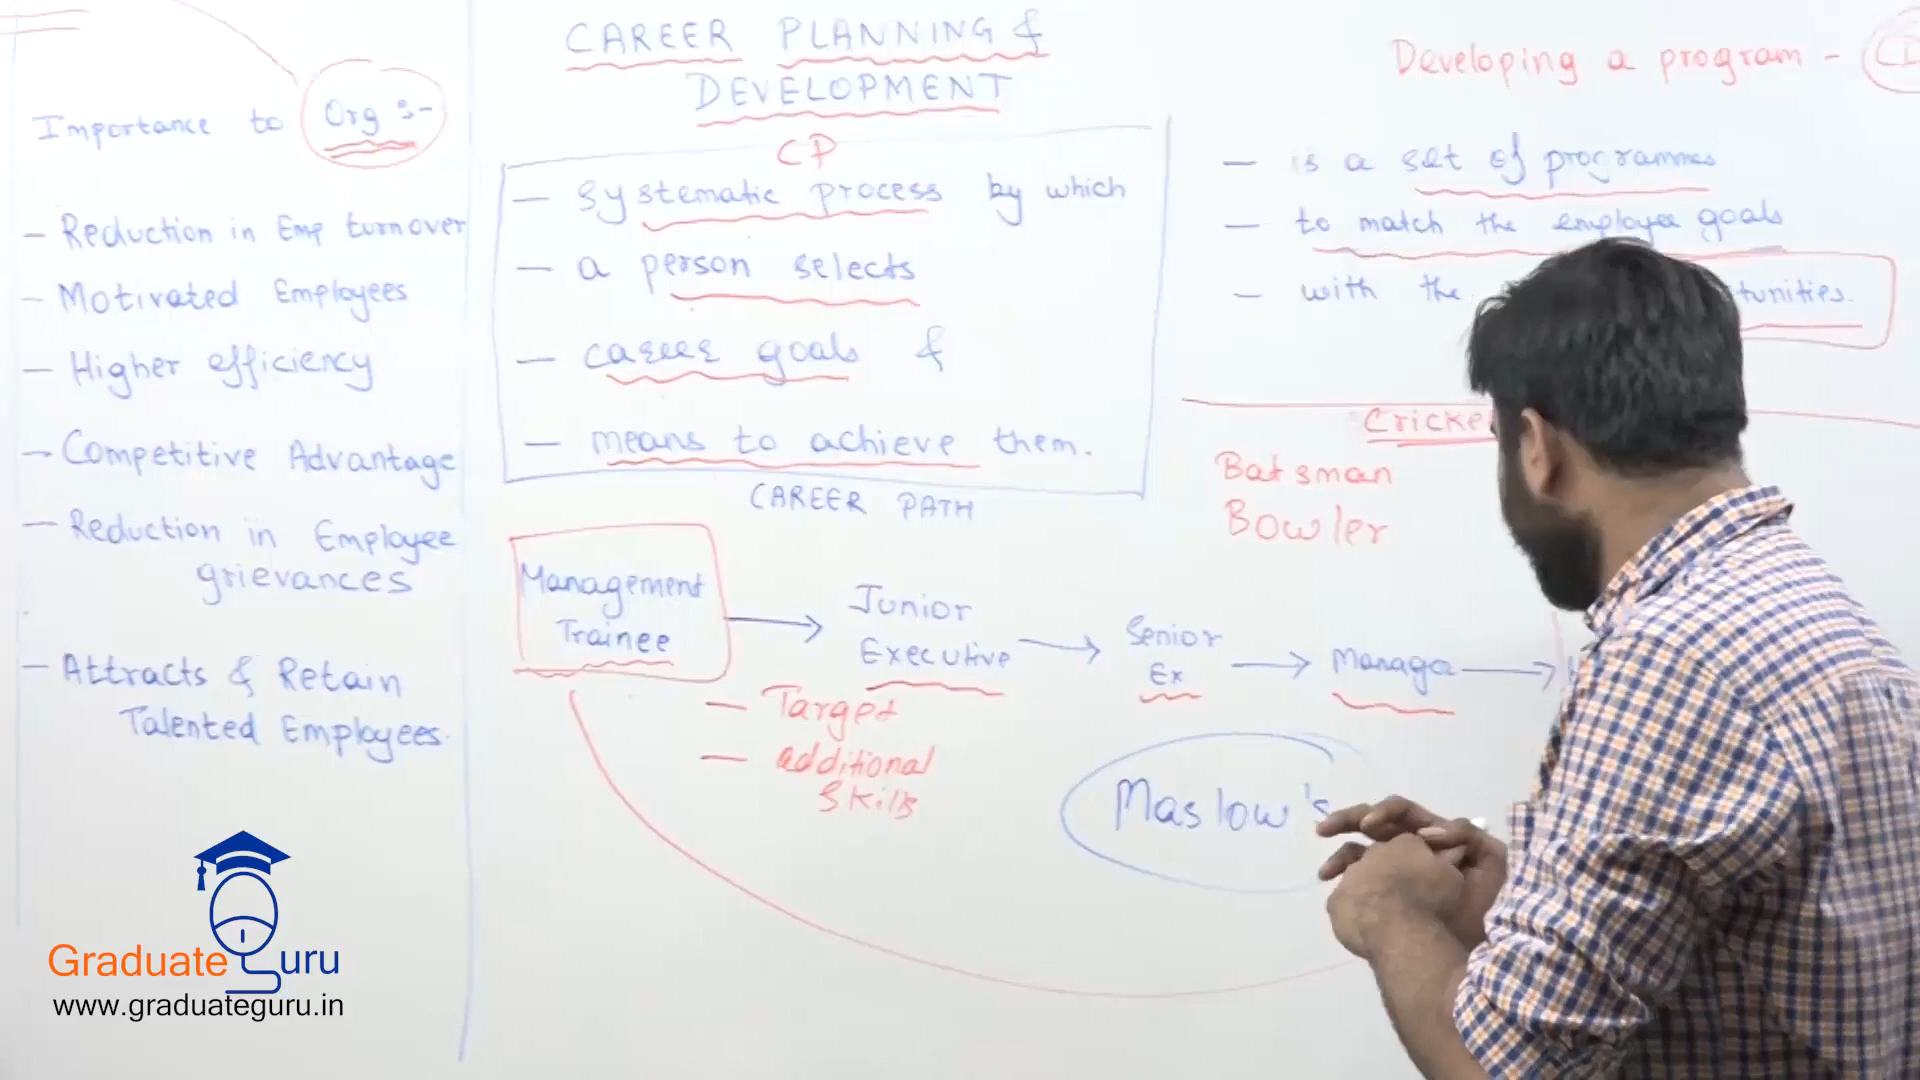 CAREER PLANNING &
DEVELOPMENT
Importance to Org :-
- Reduction in Emp turnover
- Motivated Employees
- Higher efficiency
- Competitive Advantage
- Reduction in Employee
grievances
- Attracts & Retain
Talented Employees.
CP
- Systematic process by which
- a person selects
- career goals &
- means to achieve them.
CAREER PATH
Management
Trainee
Junior
Executive
Senior
Ex
Manager
- Target
- additional
skills
Maslow's
Developing a program -
- is a set of programmes
- to match the employee goals
- with the
Batsman
Bowler
Graduate Guru
www.graduateguru.in